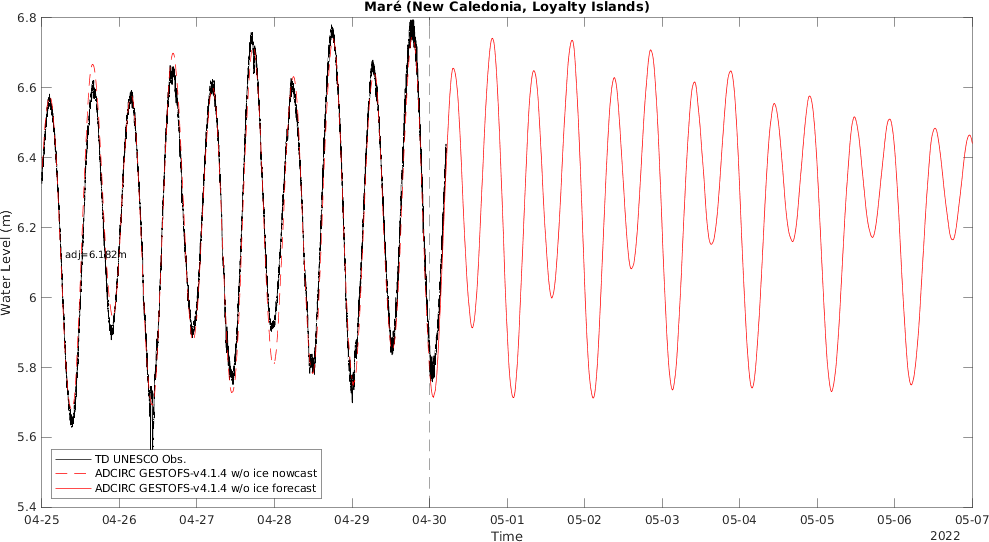 Maré (New Caledonia, Loyalty Islands)
Water Level (m)
6.8
6.6
6.4
6.2
6
5.8
5.6
5.4
adj=6.182m
TD UNESCO Obs.
ADCIRC GESTOFS-v4.1.4 w/o ice nowcast
ADCIRC GESTOFS-v4.1.4 w/o ice forecast
04-25 04-26 04-27 04-28 04-29 04-30 05-01 05-02 05-03 05-04 05-05 05-06 05-07
Time
2022